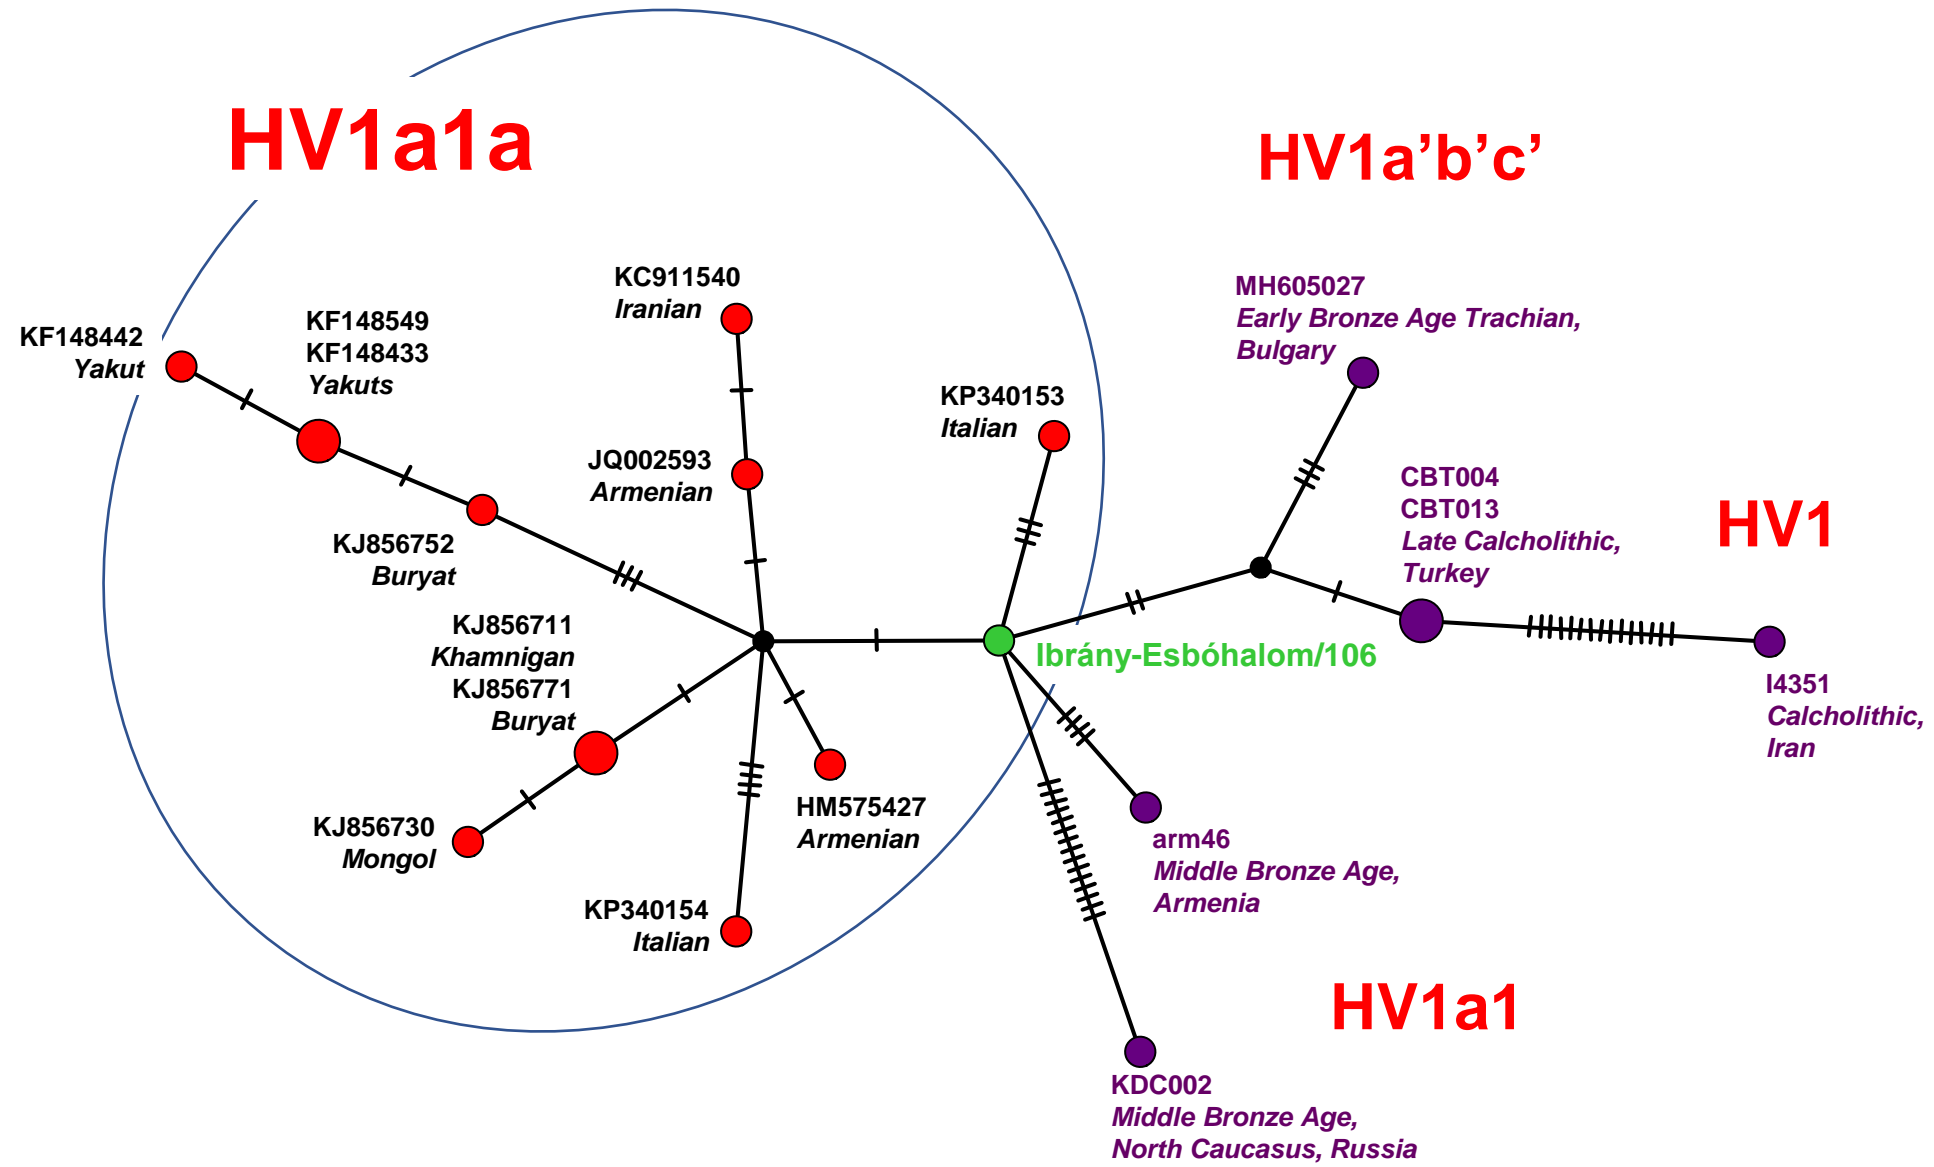 HV1a1a
HV1a’b’c’
KC911540
Iranian
MH605027
Early Bronze Age Trachian,
Bulgary
KF148442
Yakut
KF148549
KF148433
Yakuts
KP340153
Italian
JQ002593
Armenian
CBT004
CBT013
Late Calcholithic,
Turkey
HV1
KJ856752
Buryat
KJ856711
Khamnigan
KJ856771
Buryat
Ibrány-Esbóhalom/106
I4351
Calcholithic,
Iran
KJ856730
Mongol
HM575427
Armenian
arm46
Middle Bronze Age,
Armenia
KP340154
Italian
HV1a1
KDC002
Middle Bronze Age,
North Caucasus, Russia